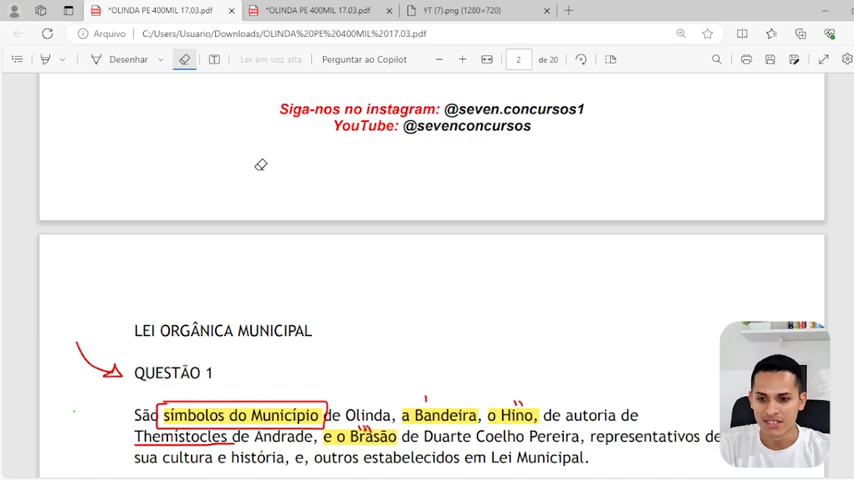 *OLINDA PE 400MIL 17.03.pdf
*OLINDA PE 400MIL 17.03.pdf
YT (7).png (1280×720)
Arquivo
C:/Users/Usuario/Downloads/OLINDA%20PE%20400MIL%2017.03.pdf
Desenhar
Ler em voz alta
Perguntar ao Copilot
2
de 20
Siga-nos no instagram: @seven.concursos1
YouTube: @sevenconcursos
LEI ORGÂNICA MUNICIPAL
QUESTÃO 1
São símbolos do Município de Olinda, a Bandeira, o Hino, de autoria de
Themístocles de Andrade, e o Brasão de Duarte Coelho Pereira, representativos de
sua cultura e história, e, outros estabelecidos em Lei Municipal.